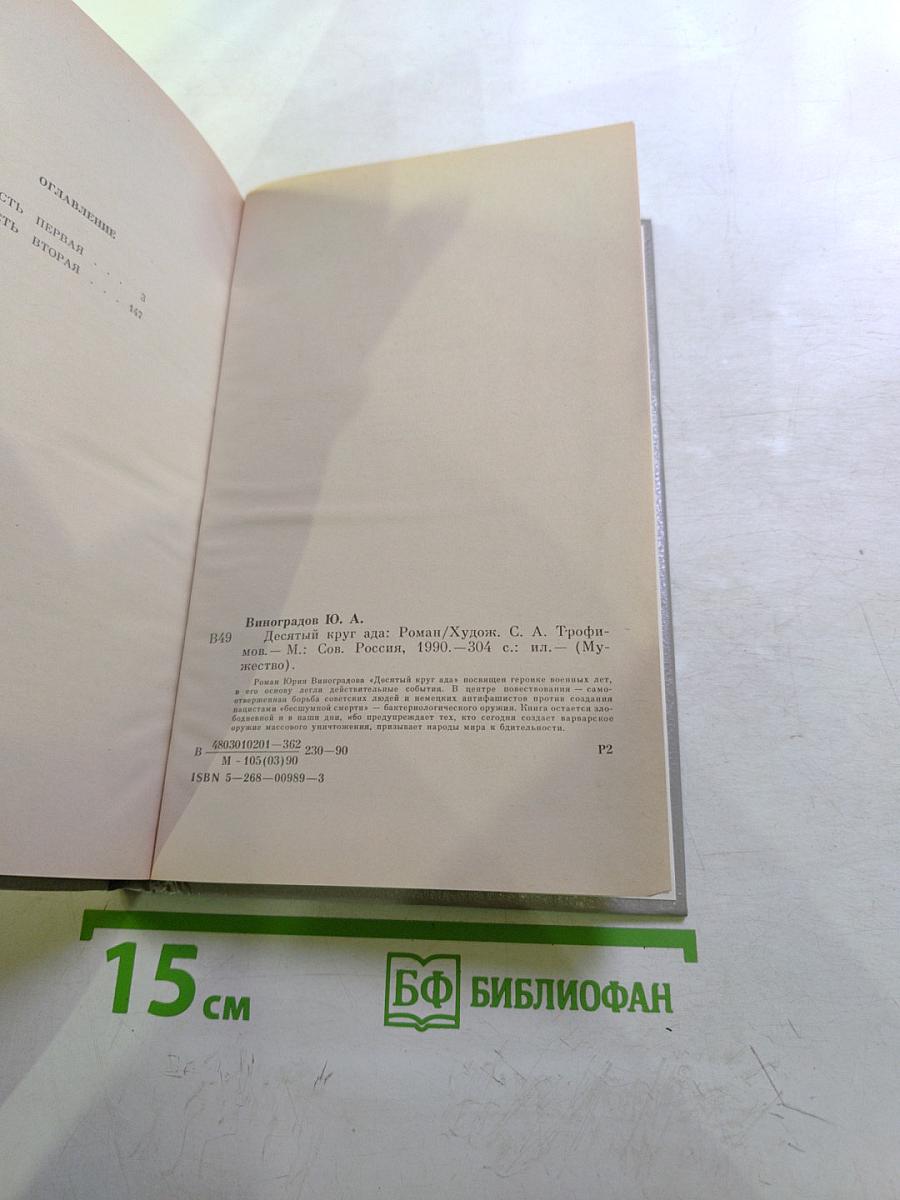 ОГЛАВЛЕНИЕ
СТЬ ПЕРВАЯ . . . 3
ТЬ ВТОРАЯ . . . 147
Виноградов Ю. А.
В49 Десятый круг ада: Роман/Худож. С. А. Трофи-
мов.— М.: Сов. Россия, 1990.—304 с.: ил.— (Му-
жество).
Роман Юрия Виноградова «Десятый круг ада» посвящен героике военных лет,
в его основу легли действительные события. В центре повествования — само-
отверженная борьба советских людей и немецких антифашистов против создания
нацистами «бесшумной смерти» — бактериологического оружия. Книга остается зло-
бодневной и в наши дни, ибо предупреждает тех, кто сегодня создает варварское
оружие массового уничтожения, призывает народы мира к бдительности.
В 4803010201—362 230—90 Р2
М - 105(03)90
ISBN 5—268—00989—3
15 см
БФ БИБЛИОФАН